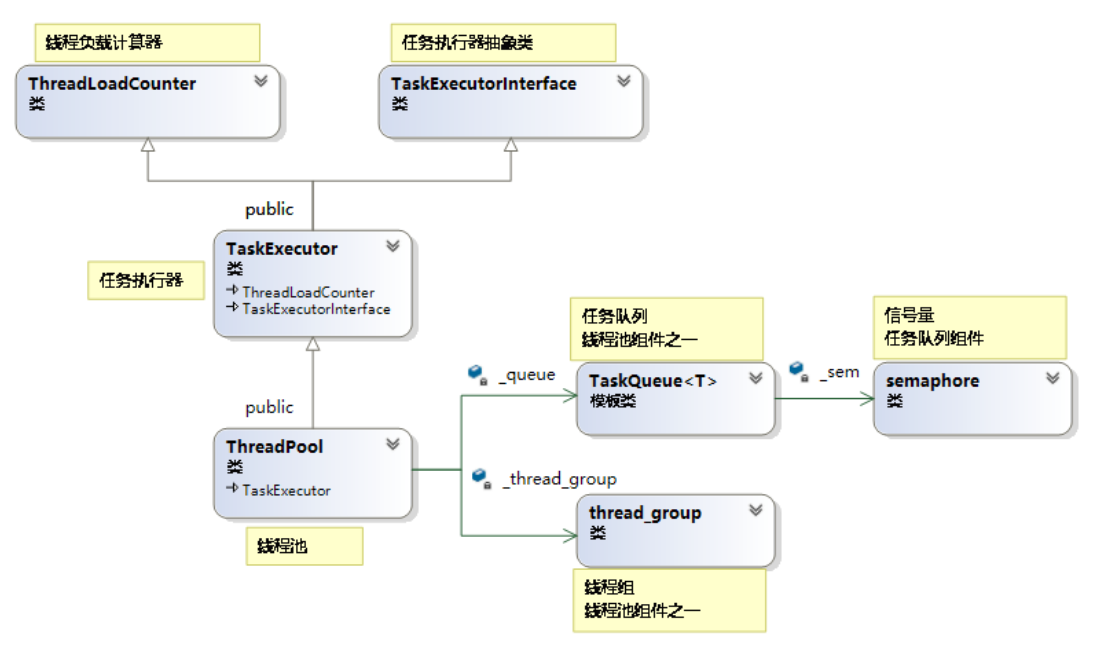 线程负载计算器
ThreadLoadCounter
类
任务执行器抽象类
TaskExecutorInterface
类
public
任务执行器
TaskExecutor
类
ThreadLoadCounter
TaskExecutorInterface
public
ThreadPool
类
TaskExecutor
线程池
_queue
任务队列
线程池组件之一
TaskQueue<T>
模板类
_sem
信号量
任务队列组件
semaphore
类
_thread_group
thread_group
类
线程组
线程池组件之一